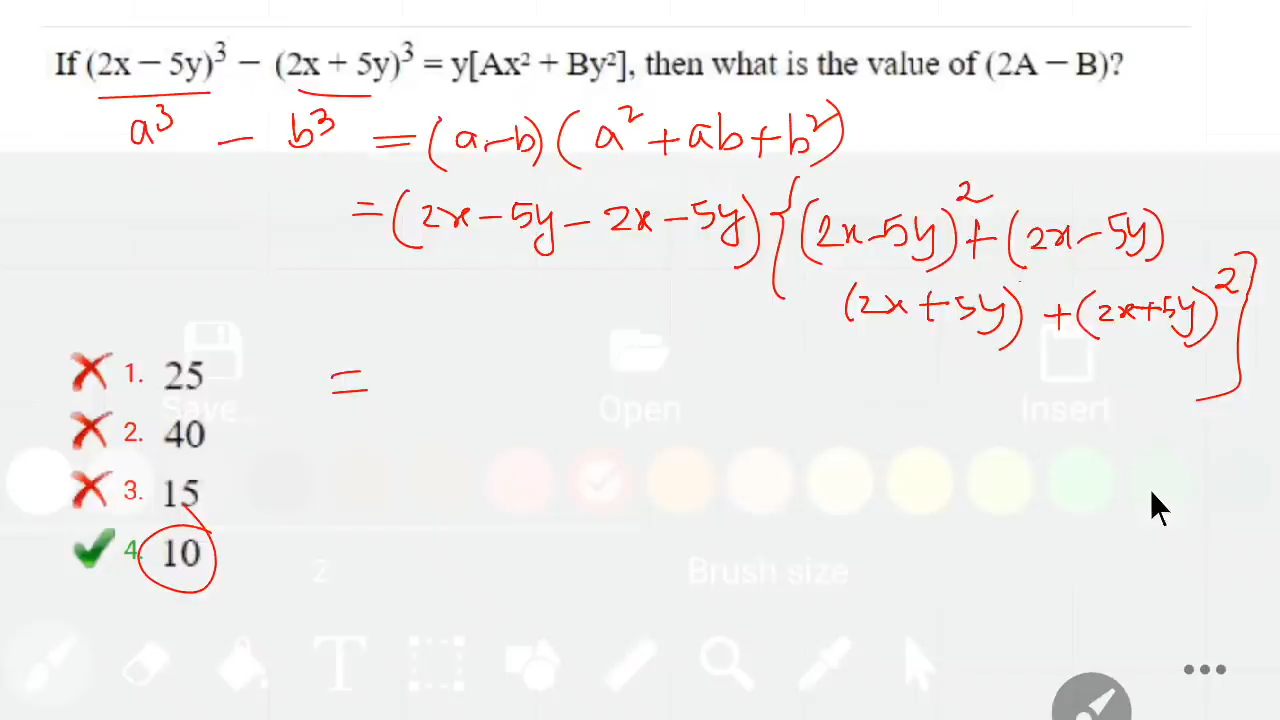 If (2x − 5y)³ − (2x + 5y)³ = y[Ax² + By²], then what is the value of (2A − B)?
a³ − b³ = (a−b)(a²+ab+b²)
= (2x−5y−2x−5y){(2x−5y)²+(2x−5y)
(2x+5y)+(2x+5y)²}
1. 25
=
2. 40
3. 15
4. 10
Save...
Open
Insert
2
Brush size
T